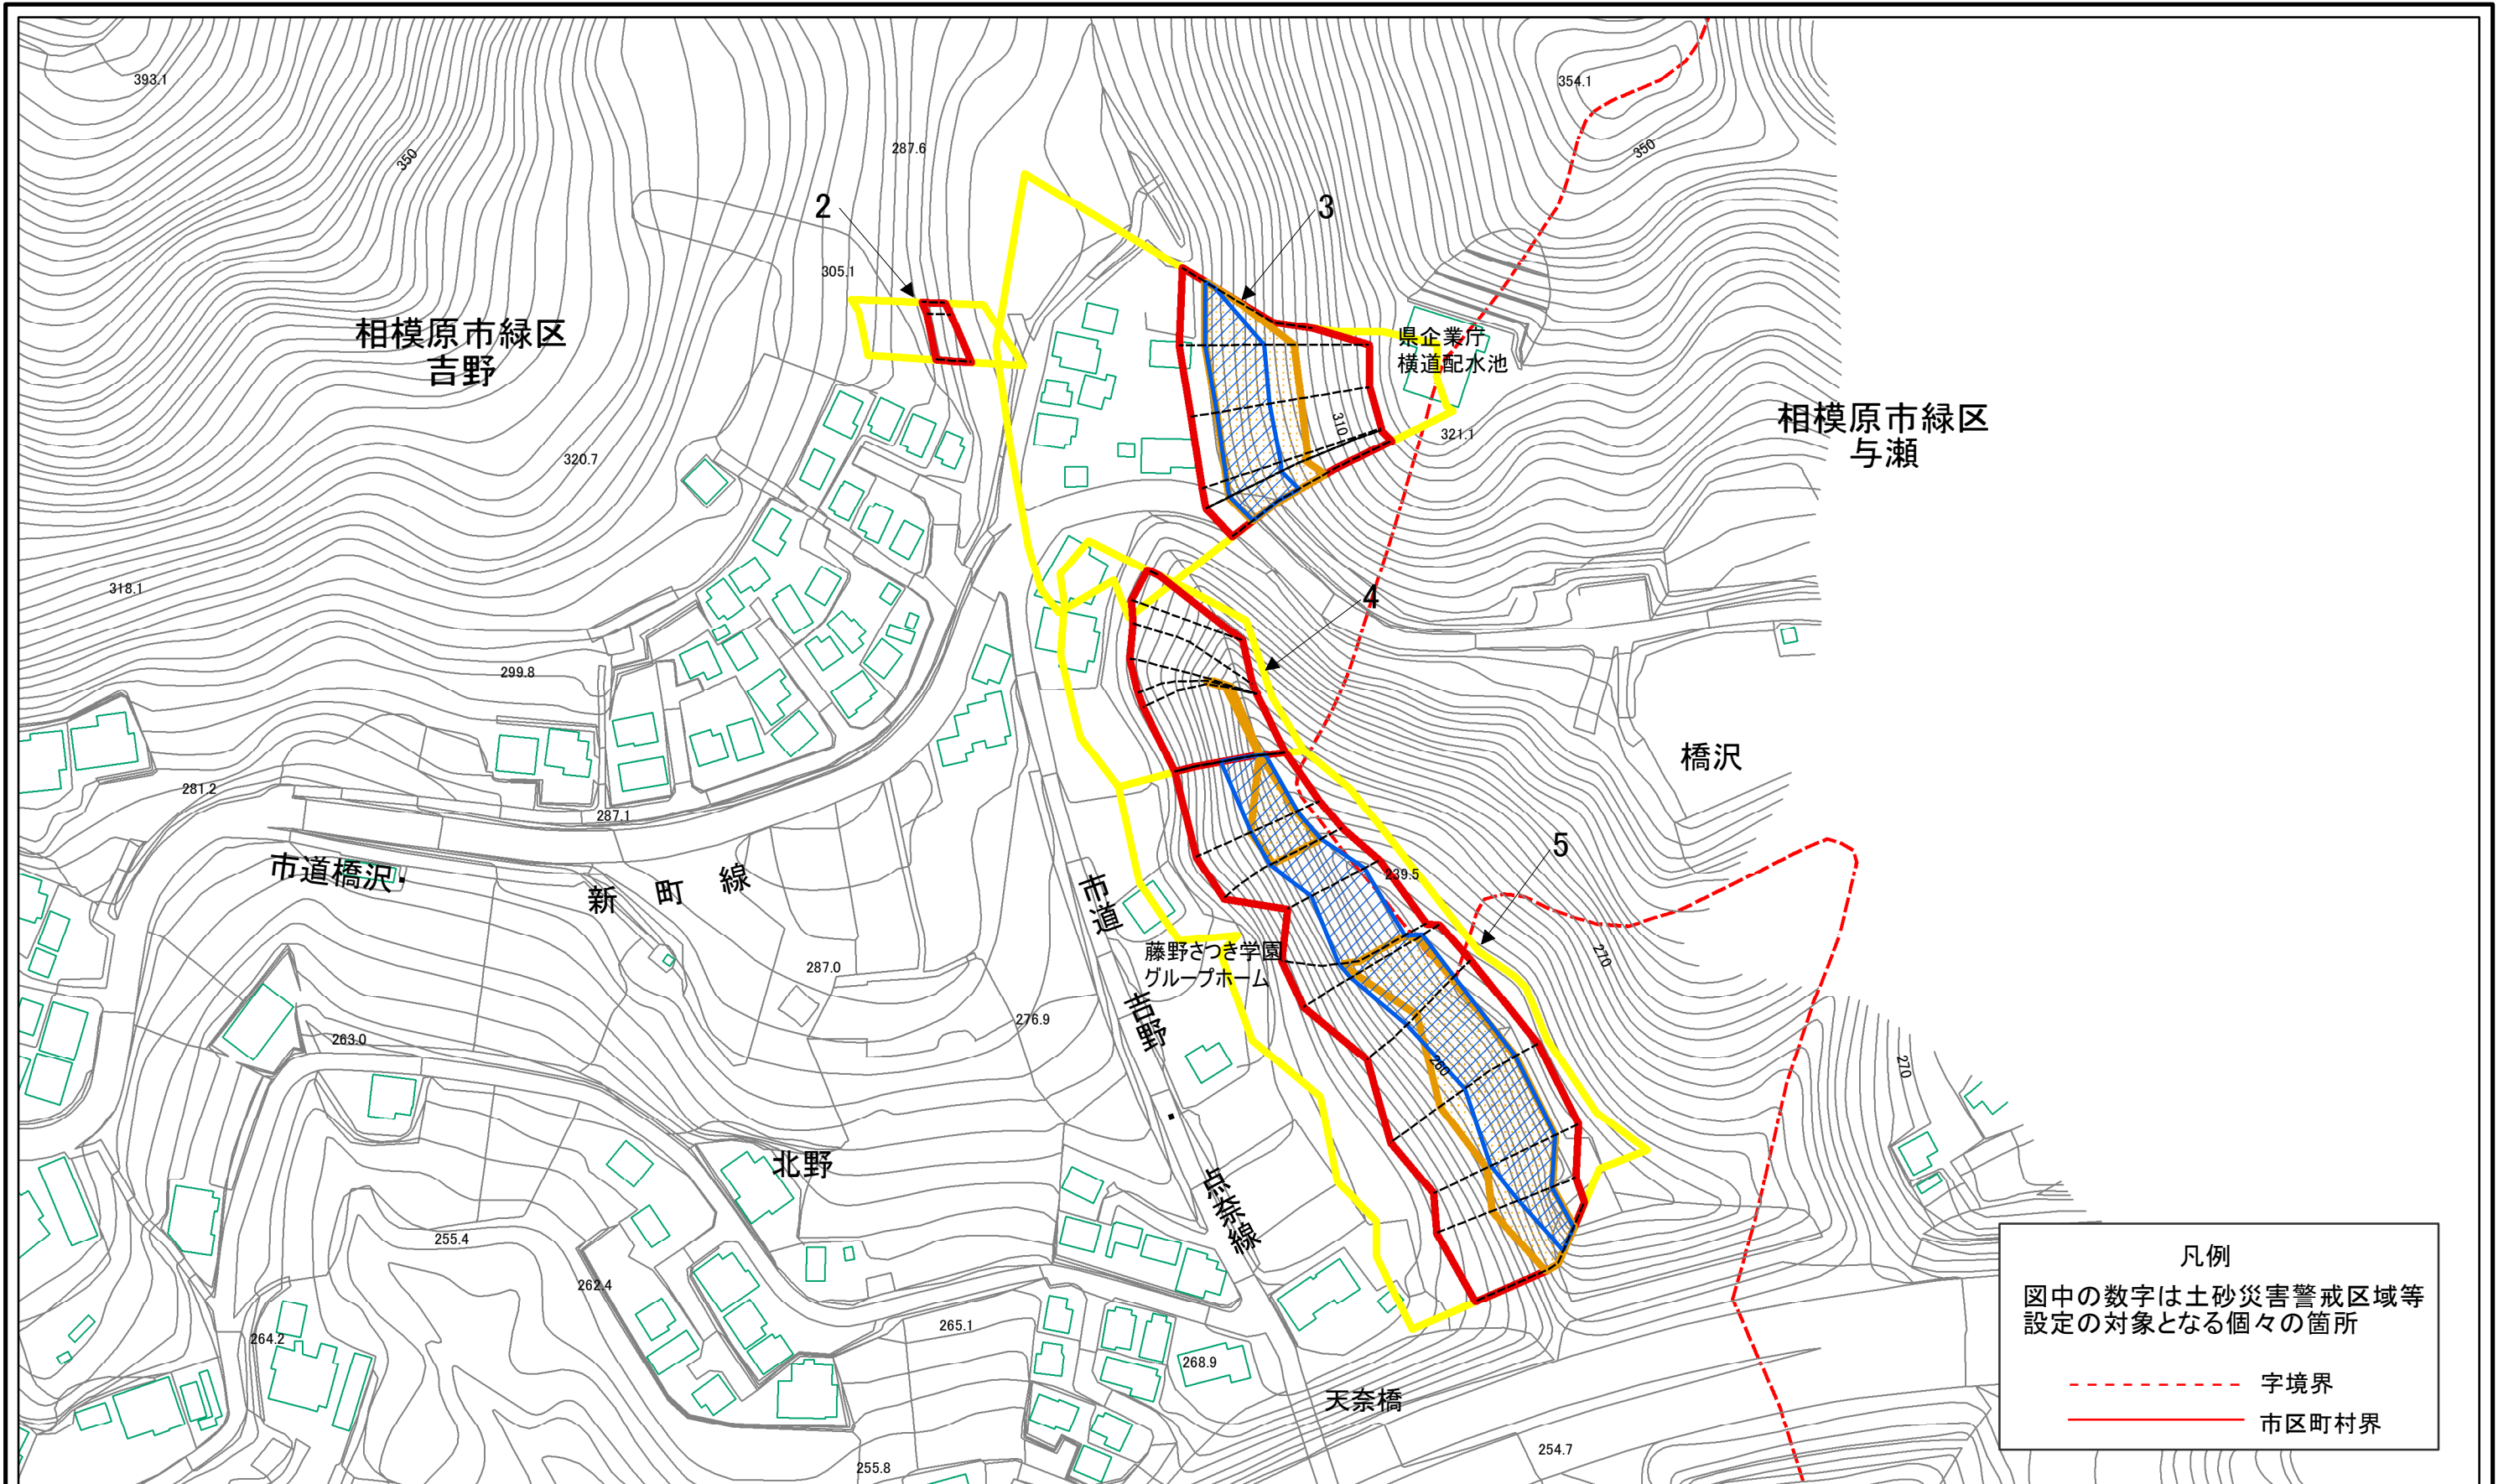 393.1
354.1
350
287.6
350
2
3
305.1
相模原市緑区
吉野
県企業庁
横道配水池
310
321.1
相模原市緑区
与瀬
320.7
318.1
4
299.8
橋沢
281.2
287.1
5
市道橋沢・
新町線
市道
239.5
藤野さつき学園
グループホーム
270
287.0
吉野
276.9
263.0
280
270
・
北野
点奈線
255.4
262.4
264.2
265.1
268.9
天奈橋
254.7
255.8
凡例
図中の数字は土砂災害警戒区域等
設定の対象となる個々の箇所
字境界
市区町村界